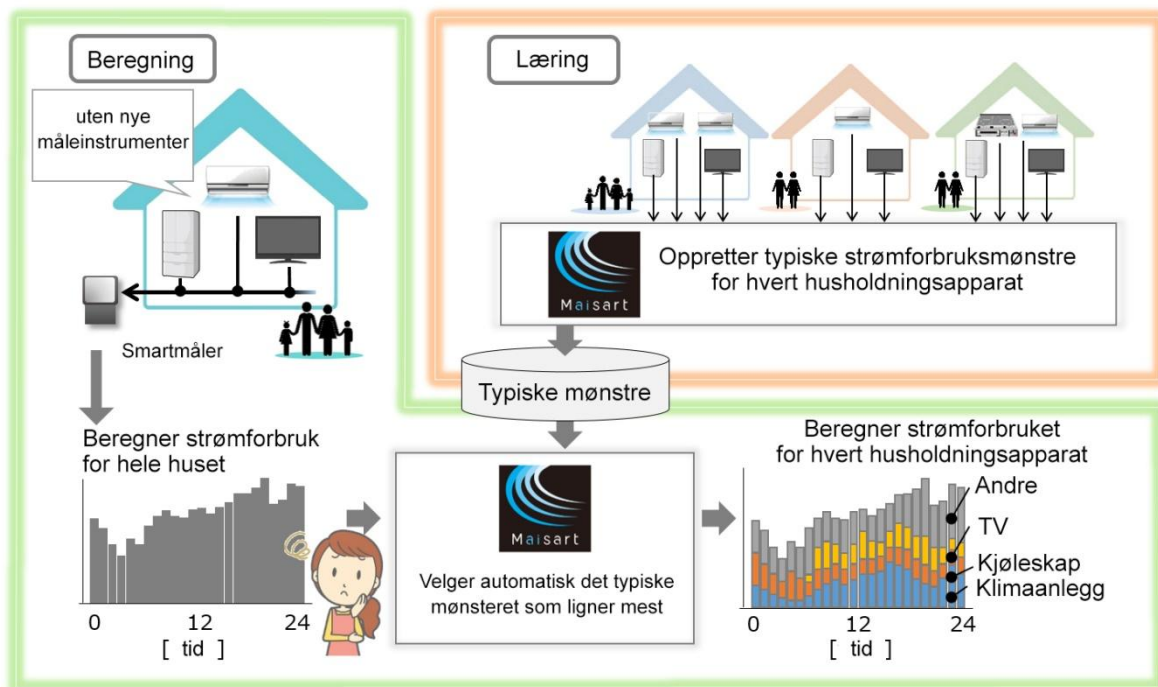 Beregning
uten nye
måleinstrumenter
Smartmåler
Beregner strømforbruk
for hele huset
0 12 24
[ tid ]
Læring
Maisart
Oppretter typiske strømforbruksmønstre
for hvert husholdningsapparat
Typiske mønstre
Maisart
Velger automatisk det typiske
mønsteret som ligner mest
Beregner strømforbruket
for hvert husholdningsapparat
Andre
TV
Kjøleskap
Klimaanlegg
0 12 24
[ tid ]